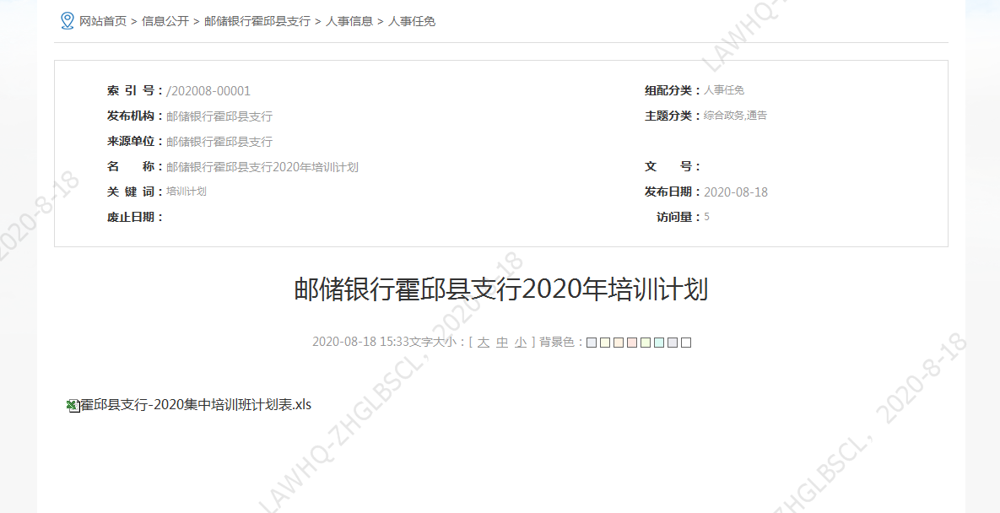 网站首页 > 信息公开 > 邮储银行霍邱县支行 > 人事信息 > 人事任免
索 引 号：/202008-00001 组配分类：人事任免
发布机构：邮储银行霍邱县支行 主题分类：综合政务,通告
来源单位：邮储银行霍邱县支行
名 称：邮储银行霍邱县支行2020年培训计划 文 号：
关 键 词：培训计划 发布日期：2020-08-18
废止日期： 访问量：5
邮储银行霍邱县支行2020年培训计划
2020-08-18 15:33文字大小：[ 大 中 小 ] 背景色：
霍邱县支行-2020集中培训班计划表.xls
LAWHQ-
2020-8-18
LAWHQ-ZHGLBSCL，2020-8-18
ZHGLBSCL，2020-8-18